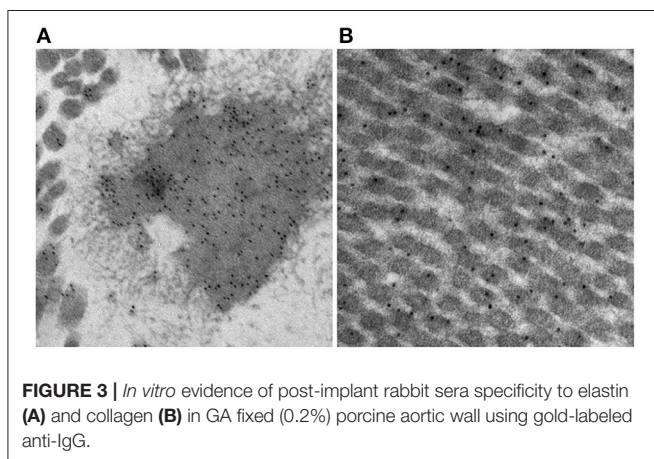 A
B
FIGURE 3 | In vitro evidence of post-implant rabbit sera specificity to elastin
(A) and collagen (B) in GA fixed (0.2%) porcine aortic wall using gold-labeled
anti-IgG.